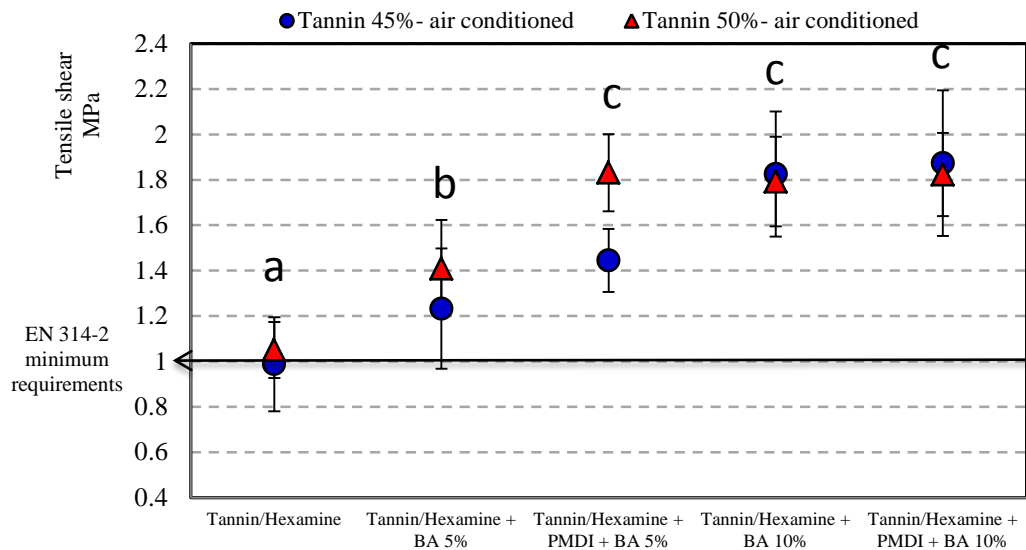 Tannin 45%- air conditioned
Tannin 50%- air conditioned
Tensile shear
MPa
2.4
2.2
2
1.8
1.6
1.4
1.2
1
0.8
0.6
0.4
EN 314-2
minimum
requirements
a
b
c
c
c
Tannin/Hexamine
Tannin/Hexamine +
BA 5%
Tannin/Hexamine +
PMDI + BA 5%
Tannin/Hexamine +
BA 10%
Tannin/Hexamine +
PMDI + BA 10%